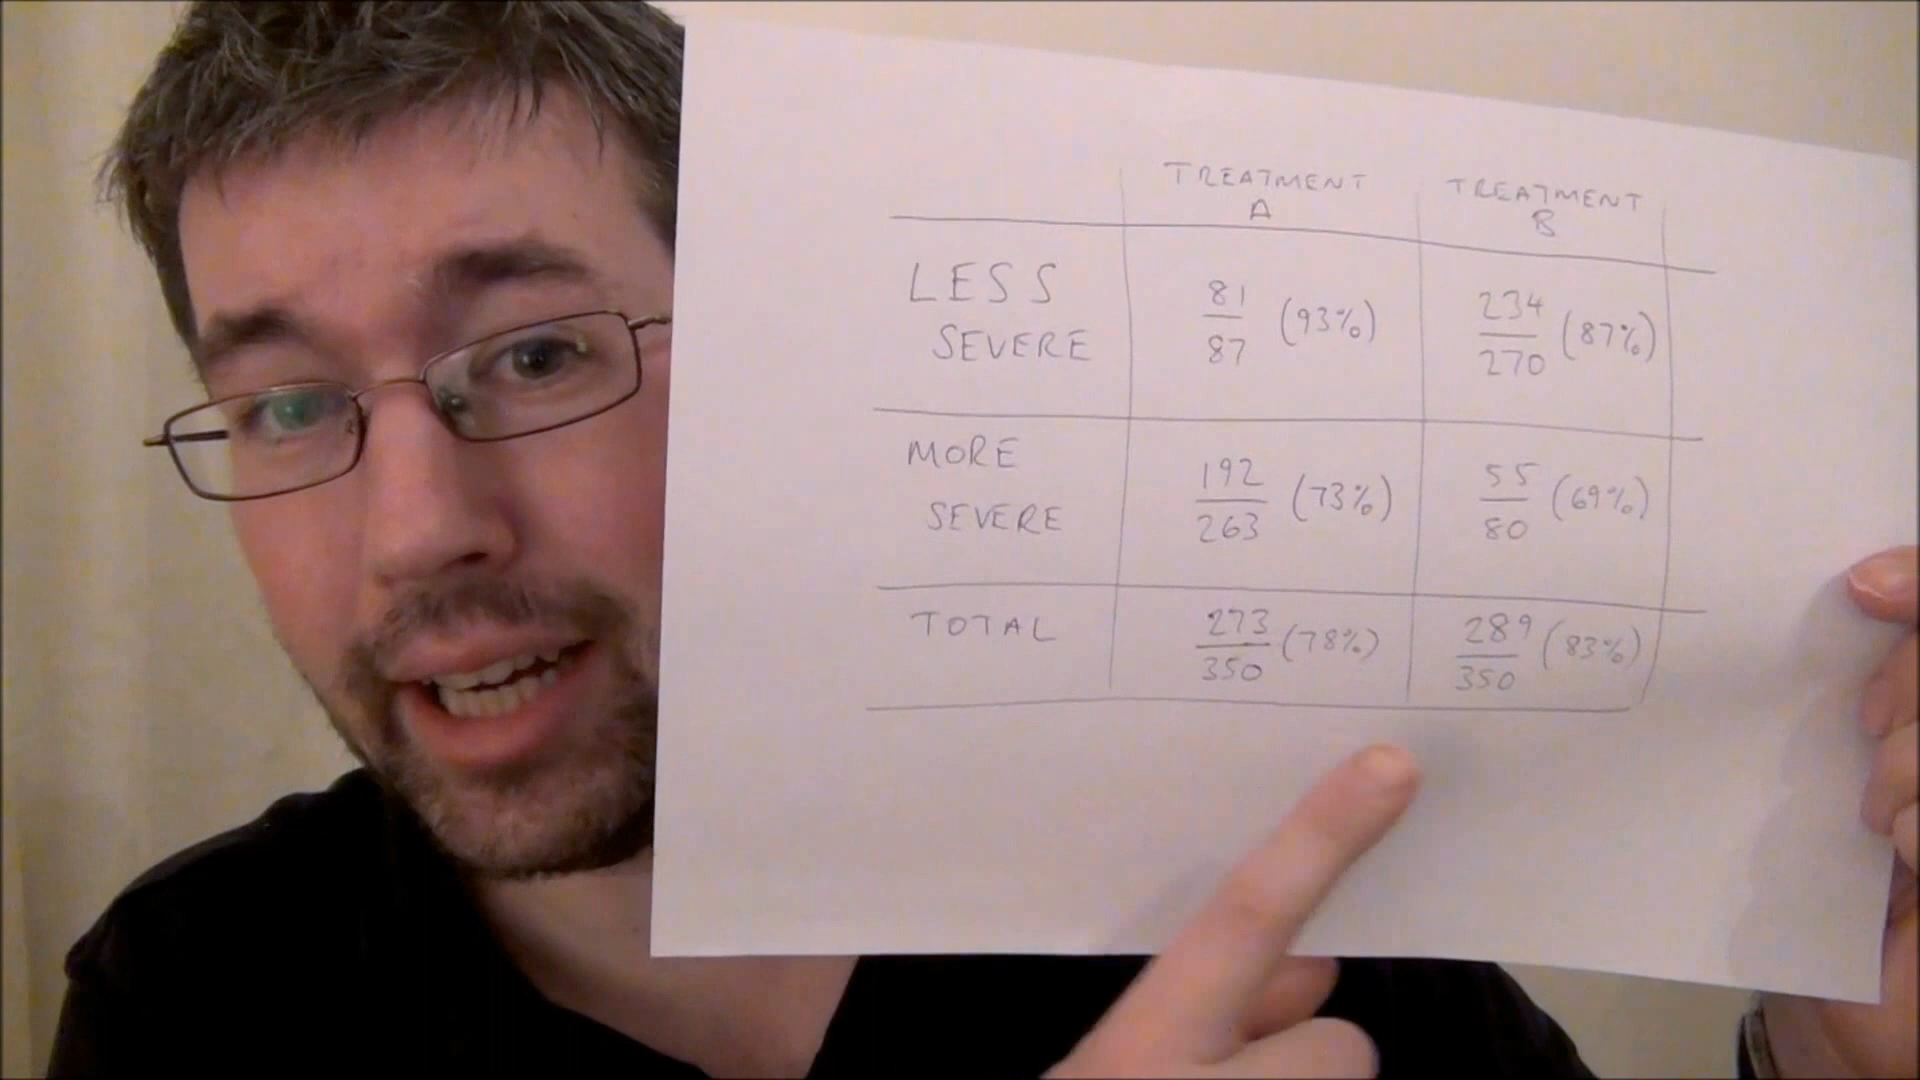 TREATMENT A
TREATMENT B
LESS SEVERE
81/87 (93%)
234/270 (87%)
MORE SEVERE
192/263 (73%)
55/80 (69%)
TOTAL
273/350 (78%)
289/350 (83%)